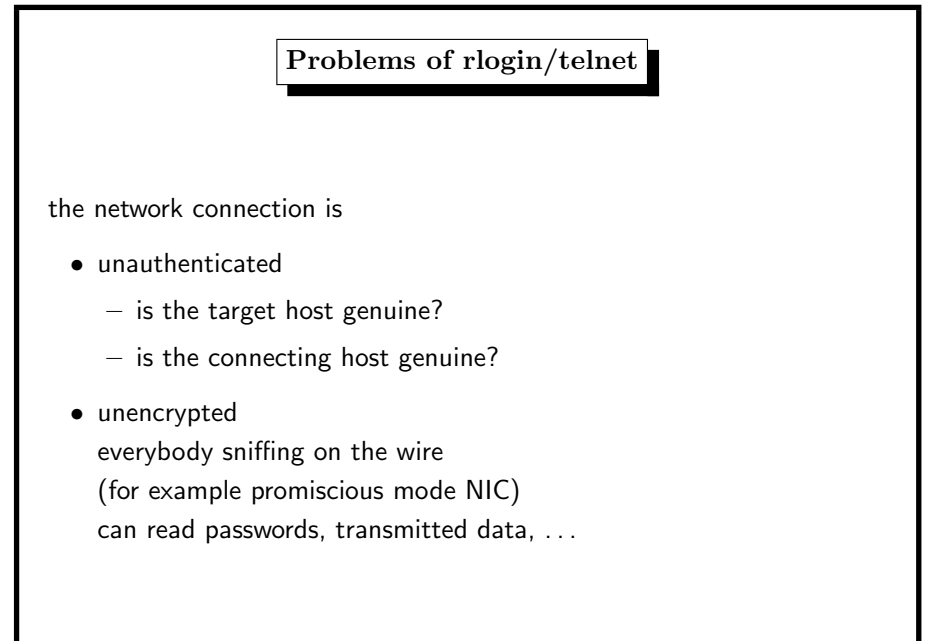 Problems of rlogin/telnet
the network connection is
• unauthenticated
– is the target host genuine?
– is the connecting host genuine?
• unencrypted
everybody sniffing on the wire
(for example promiscious mode NIC)
can read passwords, transmitted data, . . .